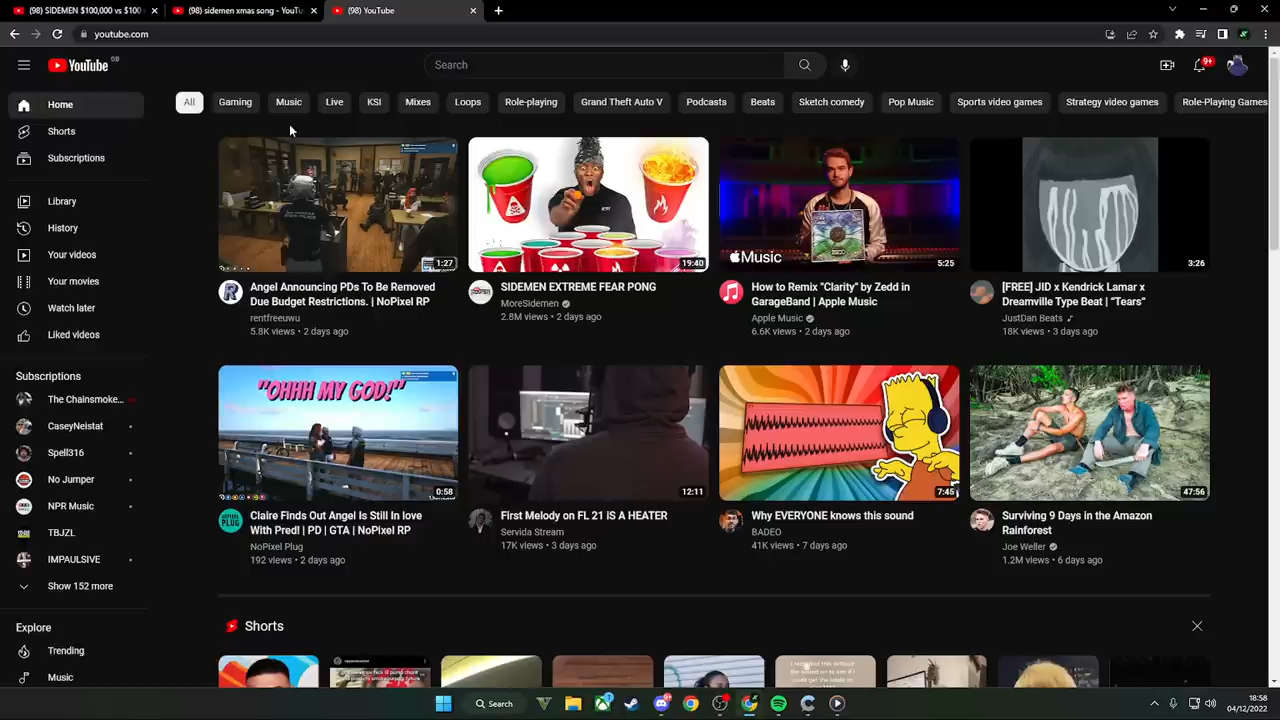 (98) SIDEMEN $100,000 vs $100
(98) sidemen xmas song - YouTu
(98) YouTube
youtube.com
YouTube GB
Search
9+
All
Gaming
Music
Live
KSI
Mixes
Loops
Role-playing
Grand Theft Auto V
Podcasts
Beats
Sketch comedy
Pop Music
Sports video games
Strategy video games
Role-Playing Games
Home
Shorts
Subscriptions
Library
History
Your videos
Your movies
Watch later
Liked videos
Subscriptions
The Chainsmoke...
CaseyNeistat
Spell316
No Jumper
NPR Music
TBJZL
IMPAULSIVE
Show 152 more
Explore
Trending
Music
1:27
19:40
Music
5:25
3:26
Angel Announcing PDs To Be Removed
Due Budget Restrictions. | NoPixel RP
rentfreeuwu
5.8K views • 2 days ago
SIDEMEN EXTREME FEAR PONG
MoreSidemen
2.8M views • 2 days ago
How to Remix "Clarity" by Zedd in
GarageBand | Apple Music
Apple Music
6.6K views • 2 days ago
[FREE] JID x Kendrick Lamar x
Dreamville Type Beat | “Tears”
JustDan Beats
18K views • 3 days ago
"OHHH MY GOD!"
0:58
12:11
7:45
47:56
Claire Finds Out Angel Is Still In love
With Pred! | PD | GTA | NoPixel RP
NoPixel Plug
192 views • 2 days ago
First Melody on FL 21 iS A HEATER
Servida Stream
17K views • 3 days ago
Why EVERYONE knows this sound
BADEO
41K views • 7 days ago
Surviving 9 Days in the Amazon
Rainforest
Joe Weller
1.2M views • 6 days ago
Shorts
Search
18:56
04/12/2022